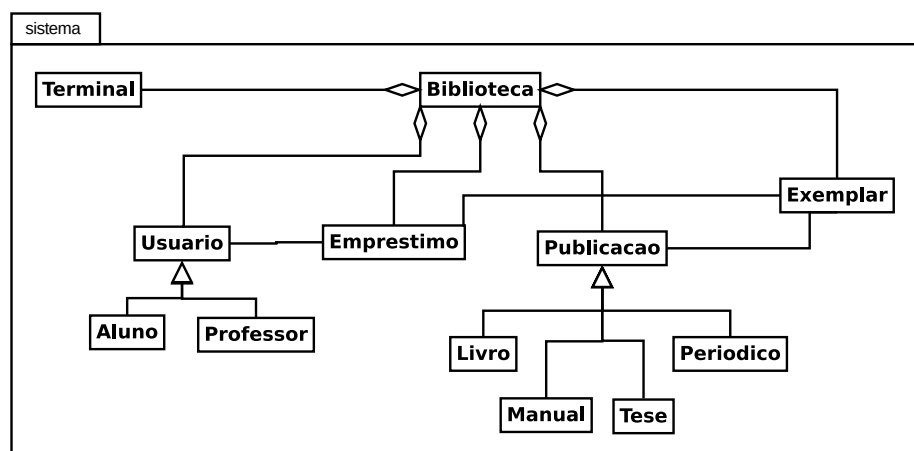 sistema
Terminal
Biblioteca
Exemplar
Usuario
Emprestimo
Publicacao
Aluno
Professor
Livro
Periodico
Manual
Tese